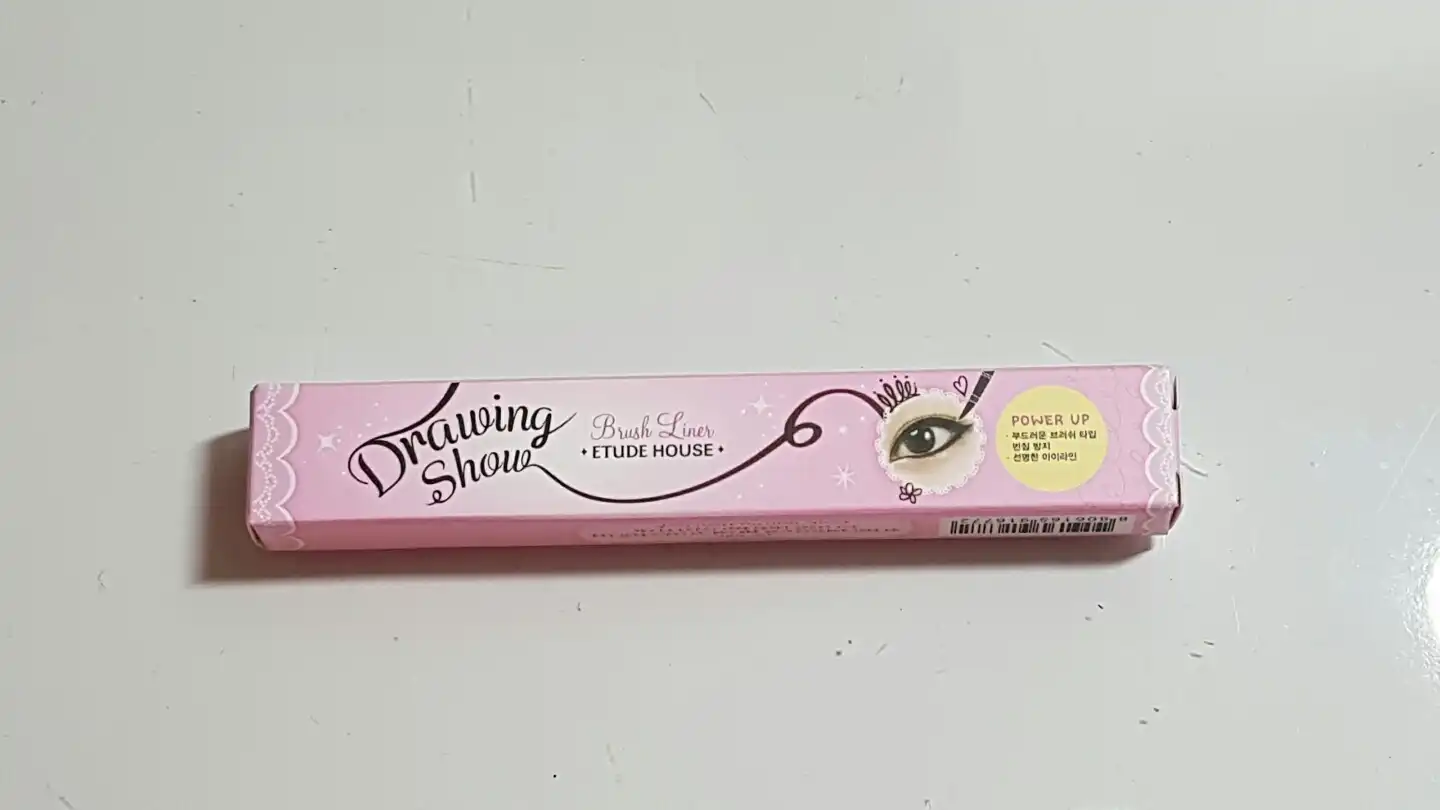 Drawing
Show
Brush Liner
ETUDE HOUSE
POWER UP
· 부드러운 브러쉬 타입
번짐 방지
· 선명한 아이라인